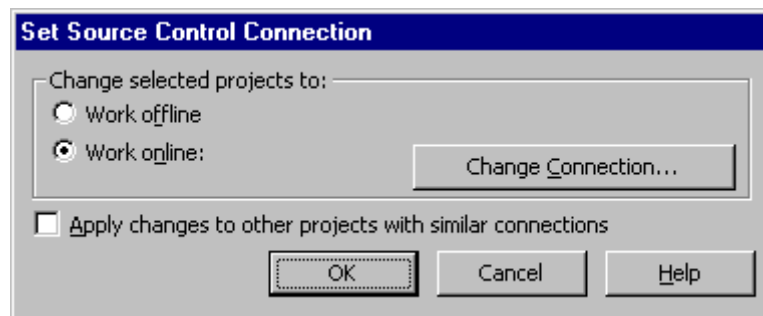 Set Source Control Connection
Change selected projects to:
Work offline
Work online:
Change Connection...
Apply changes to other projects with similar connections
OK Cancel Help